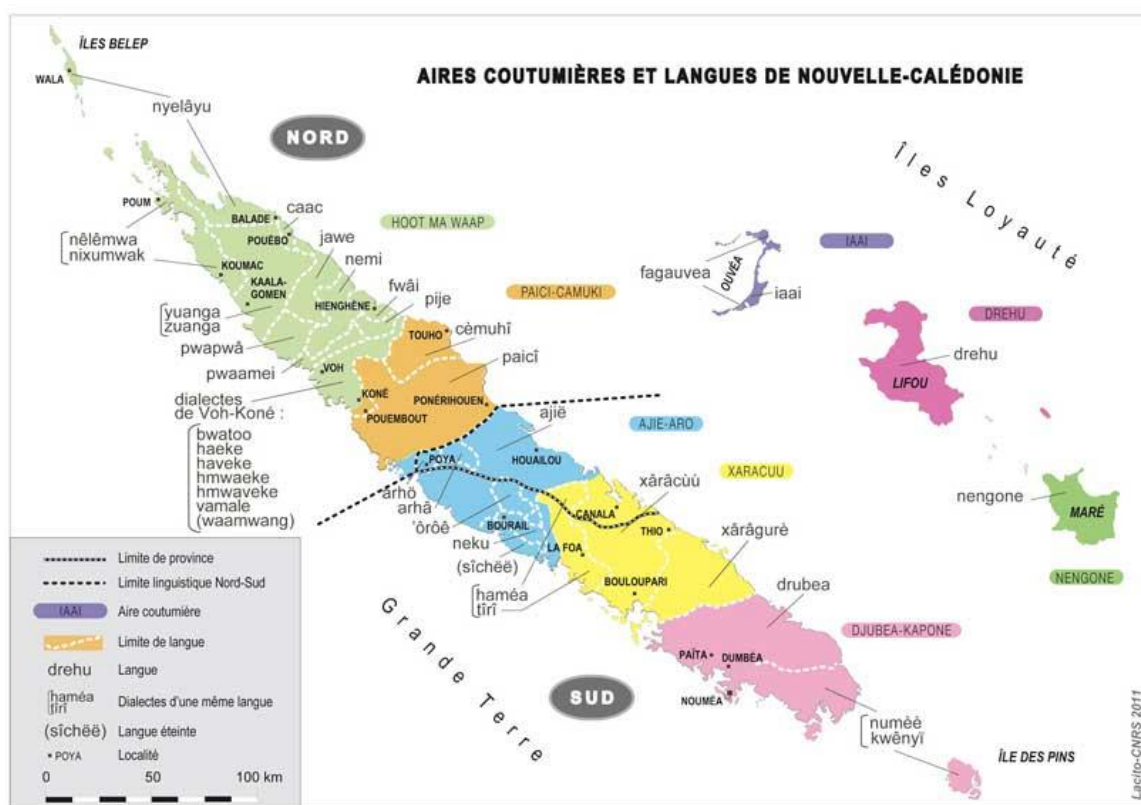 AIRES COUTUMIÈRES ET LANGUES DE NOUVELLE-CALÉDONIE
ÎLES BELEP
WALA
nyelâyu
NORD
Îles Loyauté
POUM
BALADE
caac
HOOT MA WAAP
POUÉBO
jawe
nêlêmwa
nixumwak
nemi
KOUMAC
KAALA-
GOMEN
fwâi
HIENGHÈNE
pije
PAICI-CAMUKI
yuanga
zuanga
TOUHO
cèmuhî
pwapwâ
paicî
pwaamei
VOH
dialectes
de Voh-Koné :
KONÉ
PONÉRIHOUEN
POUEMBOUT
bwatoo
haeke
haveke
hmwaeke
hmwaveke
vamale
(waamwang)
IAAI
fagauvea
OUVÉA
iaai
DREHU
drehu
LIFOU
ajië
AJIE-ARO
POYA
HOUAILOU
XARACUU
arhö
arhâ
xârâcùù
nengone
MARÉ
NENGONE
'ôrôê
CANALA
BOURAIL
THIO
xârâgurè
neku
LA FOA
(sîchëë)
BOULOUPARI
haméa
tîrî
drubea
DJUBEA-KAPONE
Grande Terre
PAÏTA
DUMBÉA
SUD
NOUMÉA
numèè
kwênyï
ÎLE DES PINS
Limite de province
Limite linguistique Nord-Sud
IAAI Aire coutumière
Limite de langue
drehu Langue
haméa
tîrî
Dialectes d'une même langue
(sîchëë) Langue éteinte
POYA Localité
0 50 100 km
Lacito-CNRS 2011